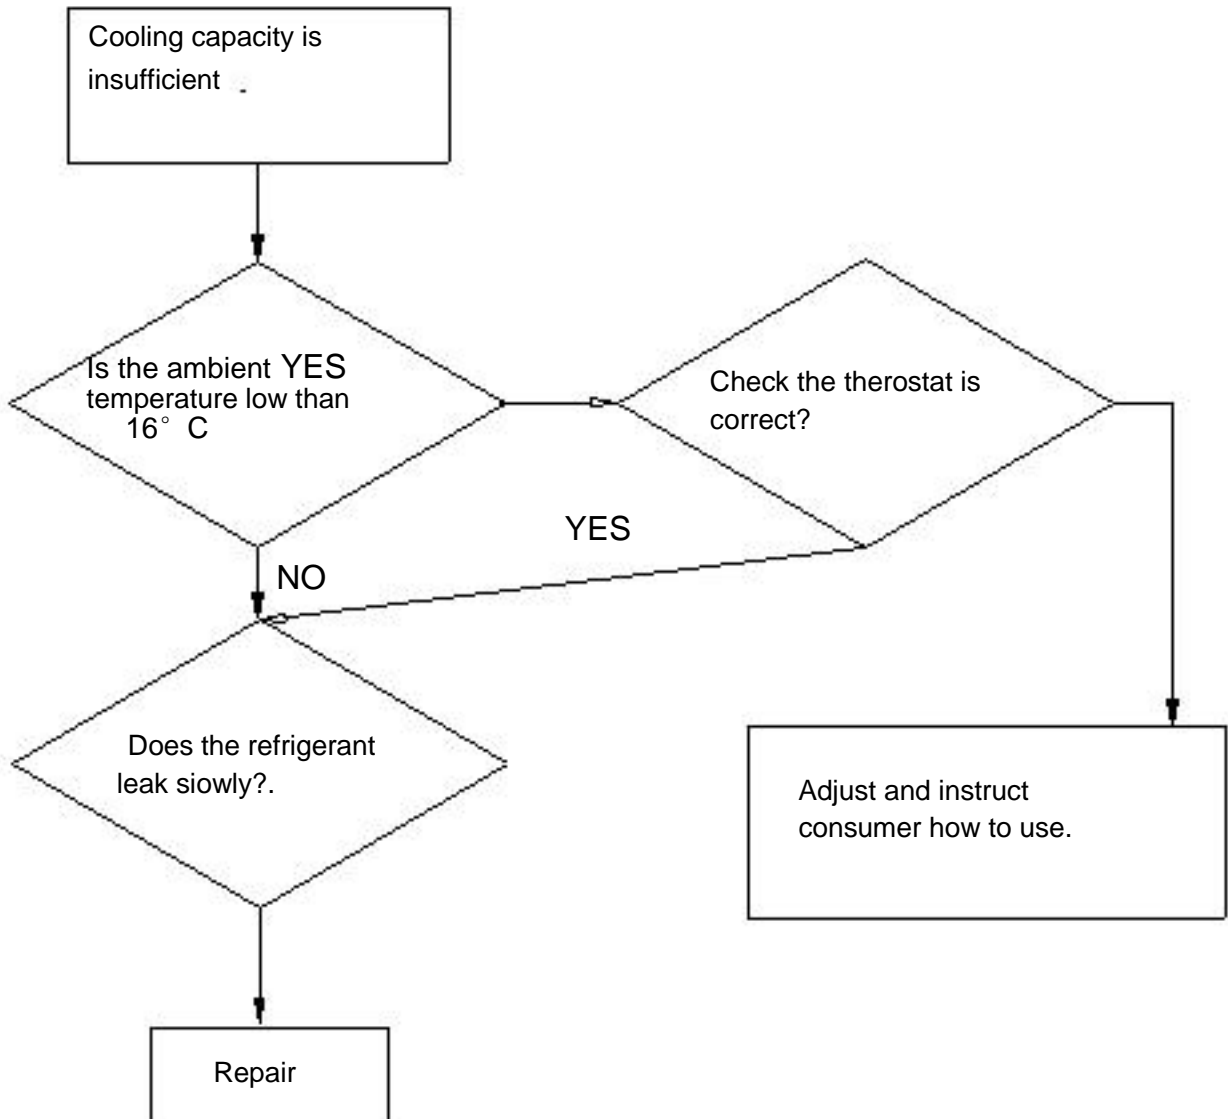 Cooling capacity is
insufficient .
Is the ambient YES
temperature low than
16° C
Check the therostat is
correct?
YES
NO
Does the refrigerant
leak siowly?.
Adjust and instruct
consumer how to use.
Repair